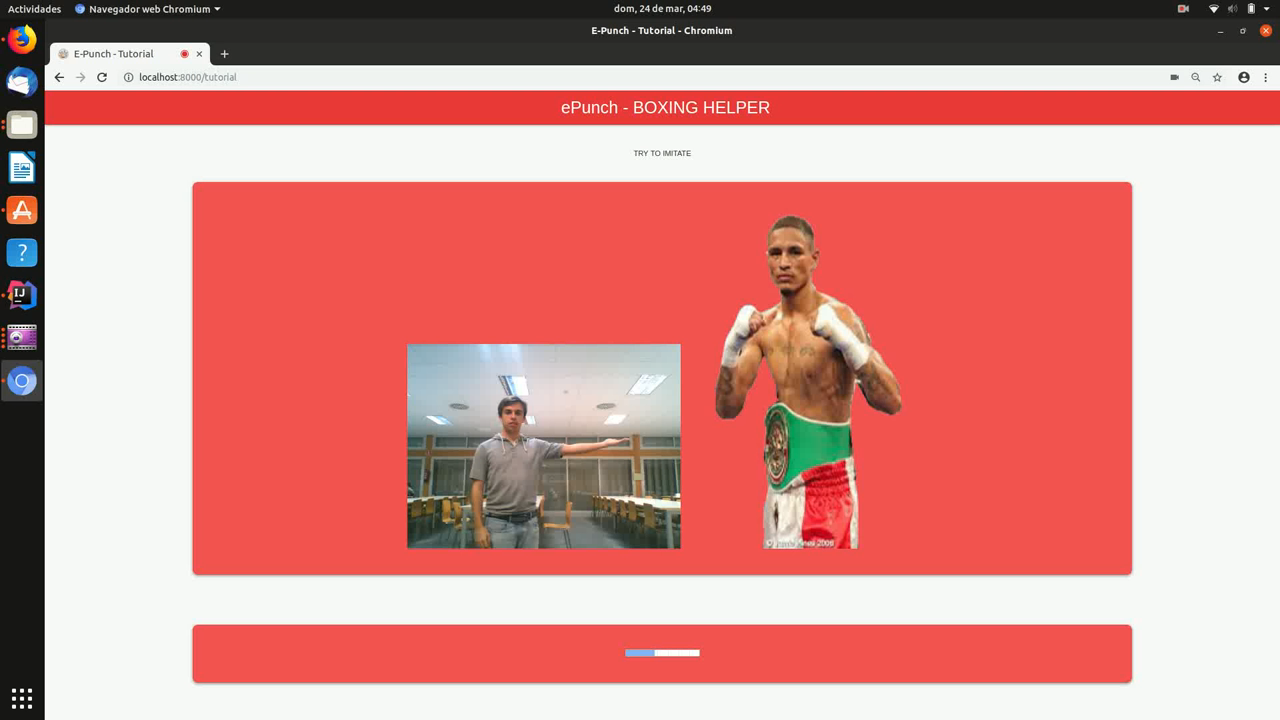 Actividades
Navegador web Chromium
dom, 24 de mar, 04:49
E-Punch - Tutorial - Chromium
E-Punch - Tutorial
localhost:8000/tutorial
ePunch - BOXING HELPER
TRY TO IMITATE